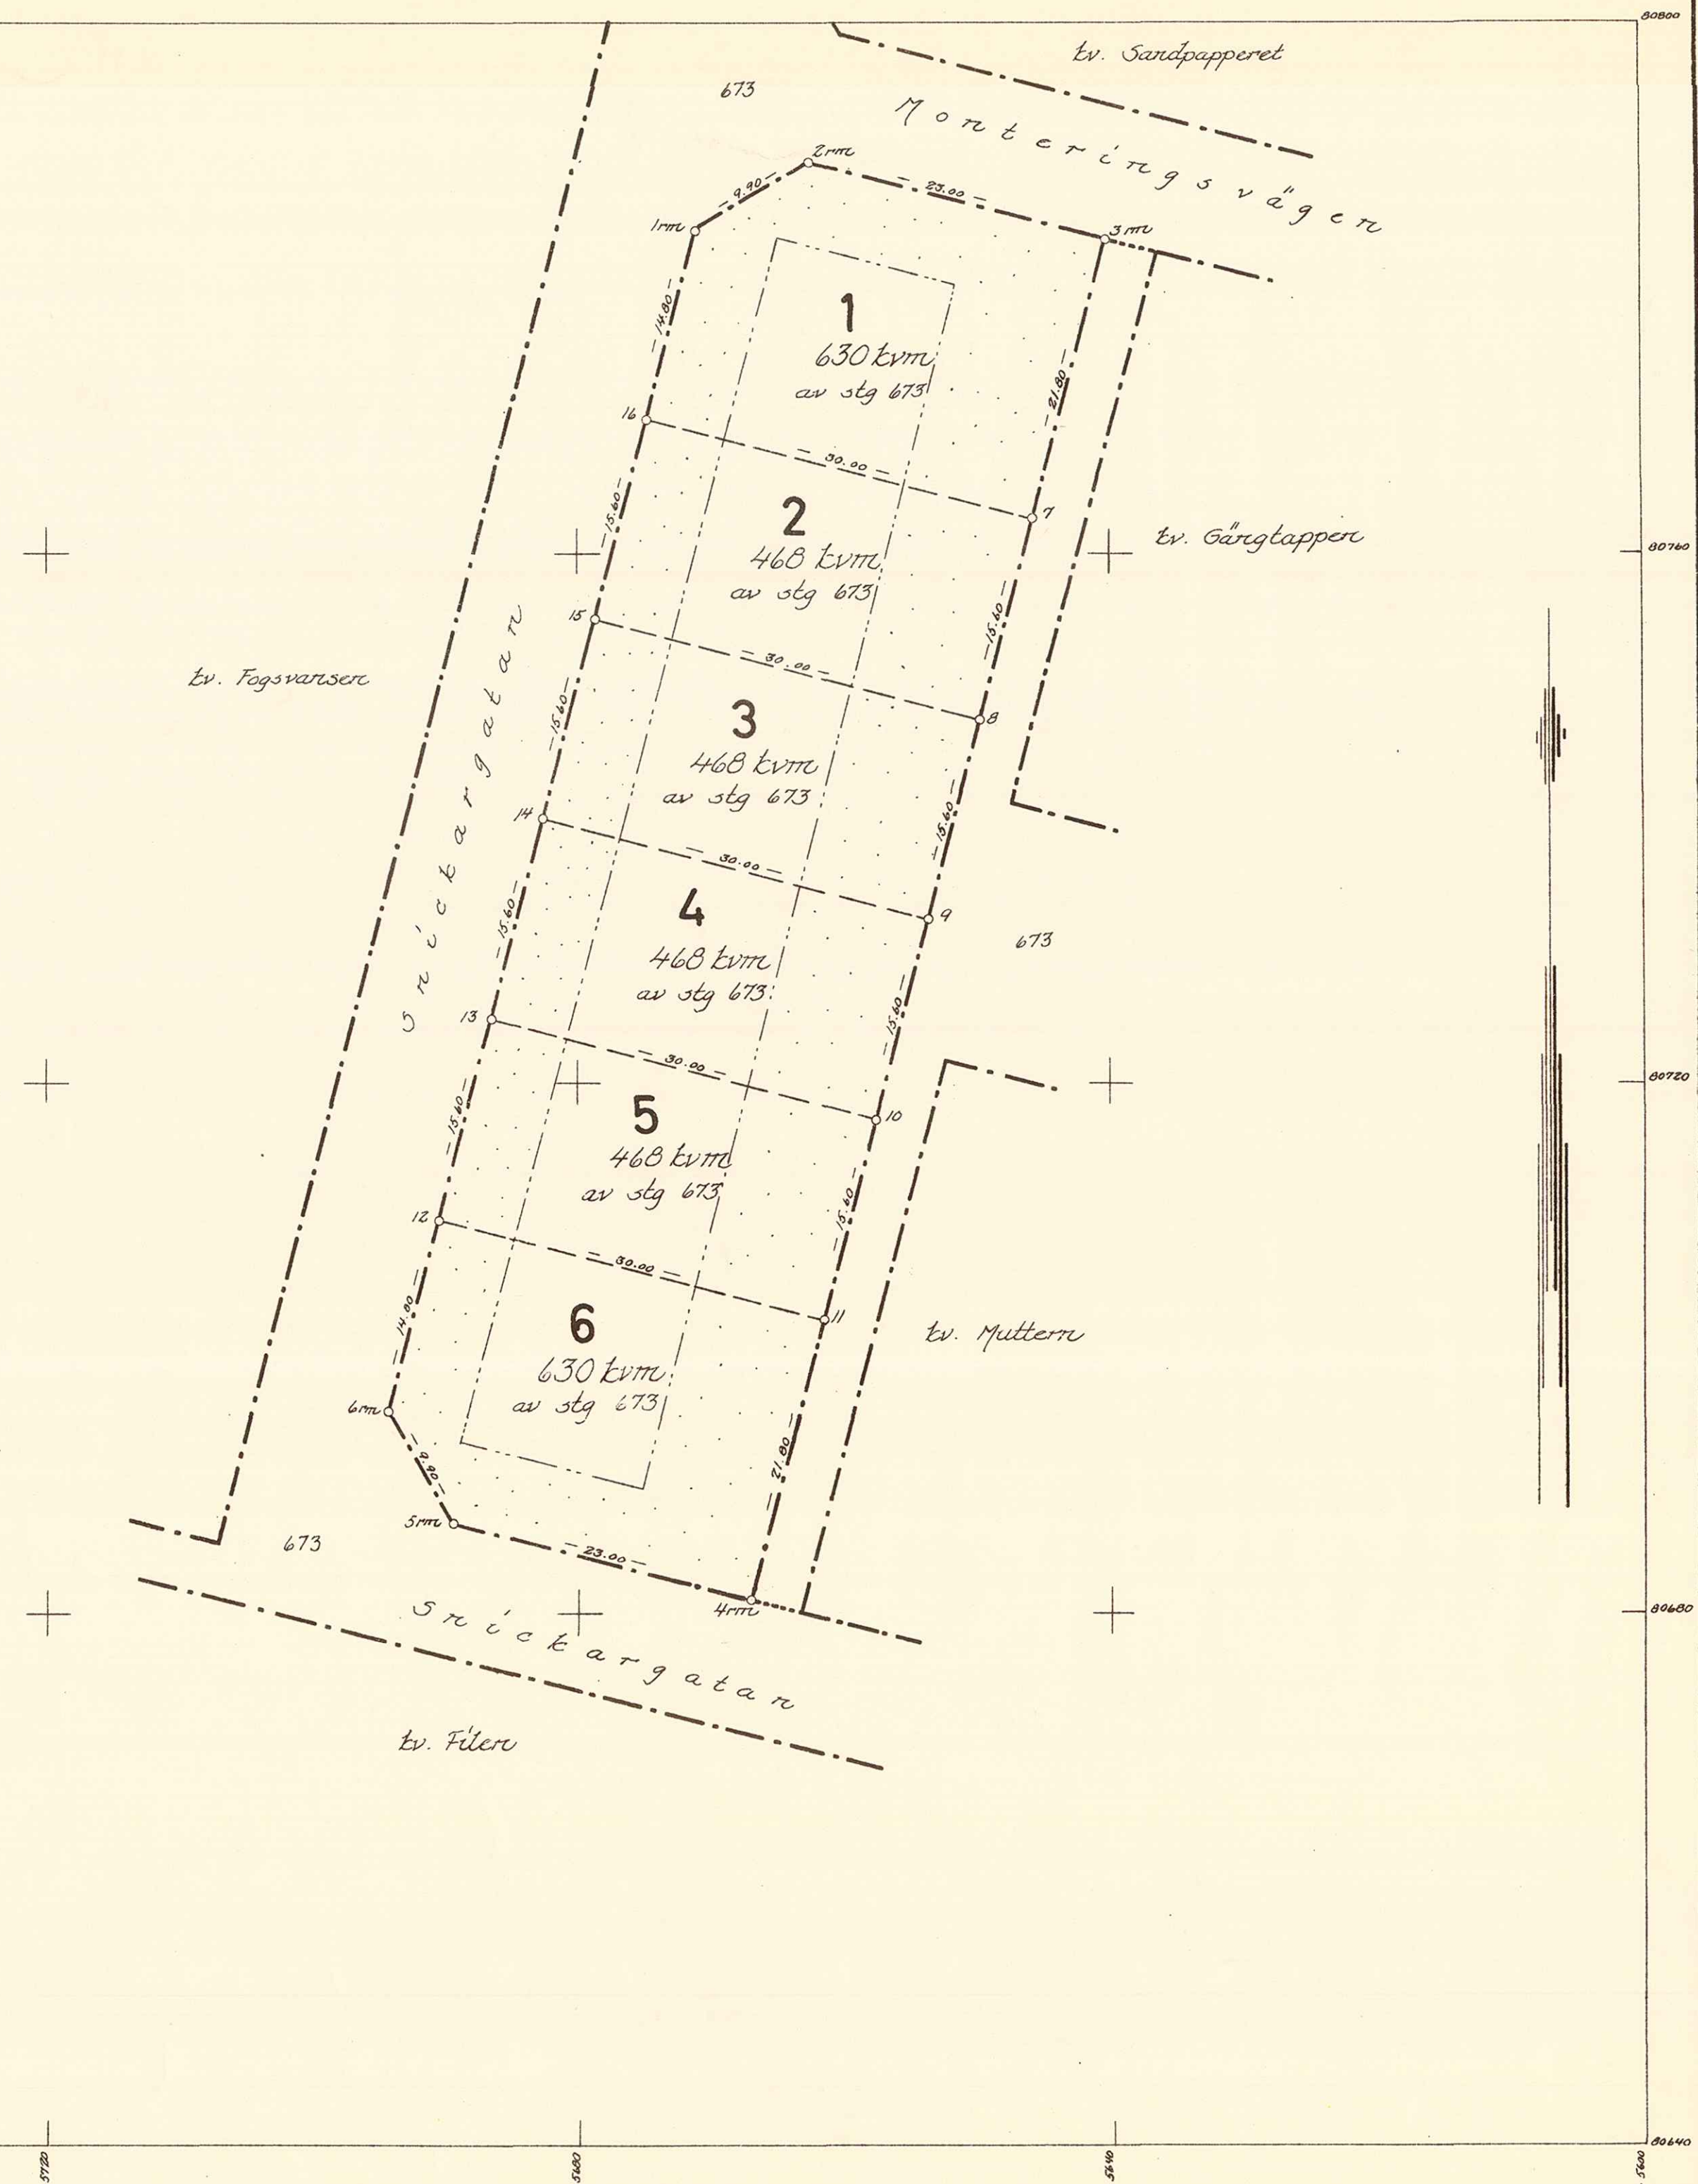 80800
kv. Sandpapperet
673
Monteringsvägen
2rm
9.90
23.00
1rm
3rm
14.80
1
630 kvm
av stg 673
21.80
16
30.00
7
15.60
2
468 kvm
av stg 673
kv. Gängtappen
80760
15.60
15
30.00
kv. Fogsvansen
Snickargatan
15.60
3
468 kvm
av stg 673
8
15.60
14
30.00
9
4
468 kvm
av stg 673
673
15.60
15.60
13
30.00
80720
10
15.60
5
468 kvm
av stg 673
15.60
12
30.00
11
14.80
6
630 kvm
av stg 673
kv. Muttern
6rm
9.90
21.80
5rm
673
23.00
4rm
80680
Snickargatan
kv. Filen
80640
5720
5680
5640
5600